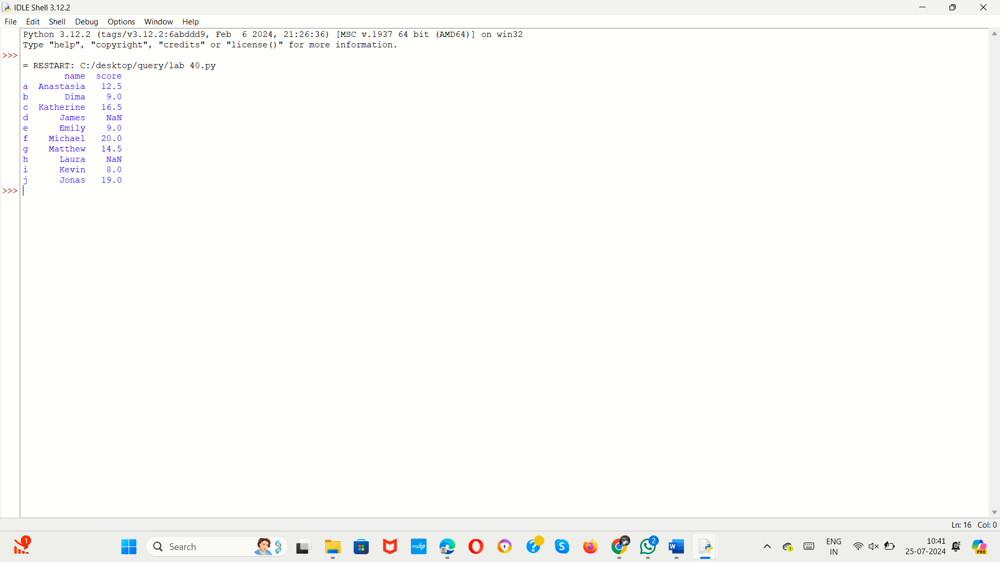 IDLE Shell 3.12.2
File Edit Shell Debug Options Window Help
Python 3.12.2 (tags/v3.12.2:6abddd9, Feb  6 2024, 21:26:36) [MSC v.1937 64 bit (AMD64)] on win32
Type "help", "copyright", "credits" or "license()" for more information.
>>>
= RESTART: C:/desktop/query/lab 40.py
        name  score
a  Anastasia   12.5
b       Dima    9.0
c  Katherine   16.5
d      James    NaN
e      Emily    9.0
f    Michael   20.0
g    Matthew   14.5
h      Laura    NaN
i      Kevin    8.0
j      Jonas   19.0
>>>
Ln: 16 Col: 0
1
Search
myhp
?
S
2
W
ENG
IN
10:41
25-07-2024
PRE